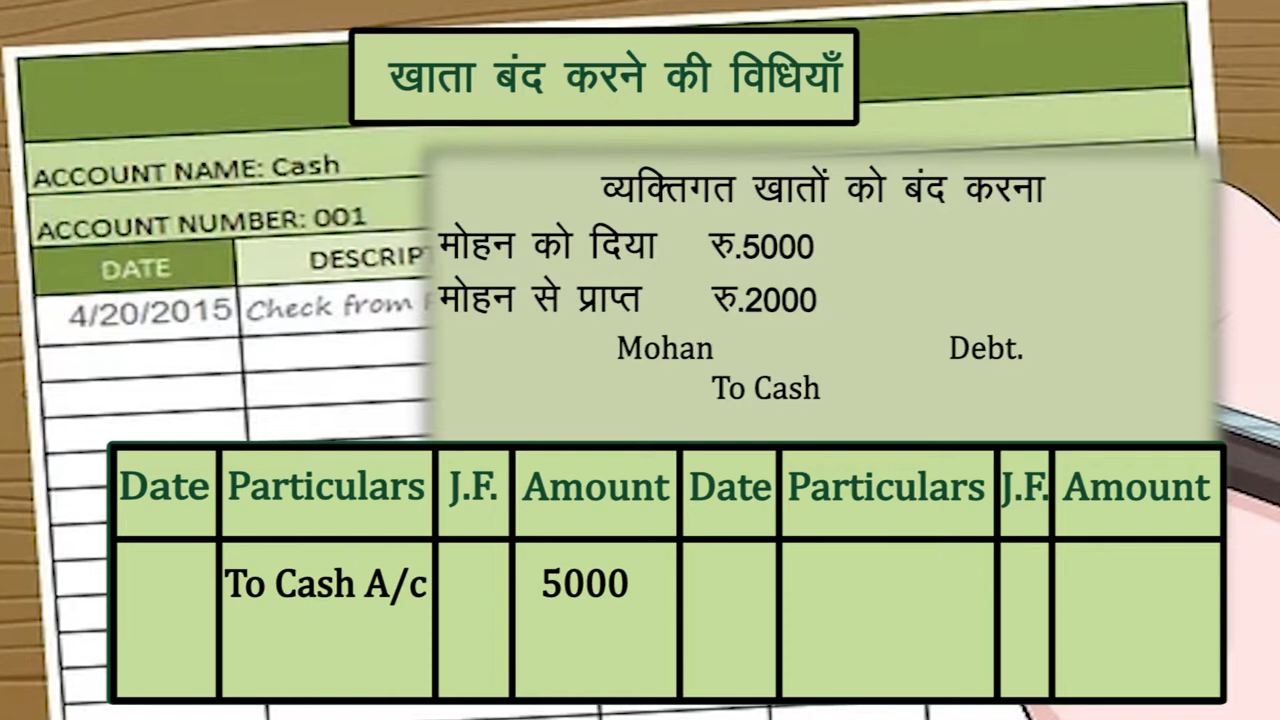 खाता बंद करने की विधियाँ
ACCOUNT NAME: Cash
ACCOUNT NUMBER: 001
DATE DESCRIPT
4/20/2015 Check from
व्यक्तिगत खातों को बंद करना
मोहन को दिया रु.5000
मोहन से प्राप्त रु.2000
Mohan Debt.
To Cash
Date Particulars J.F. Amount Date Particulars J.F. Amount
To Cash A/c 5000